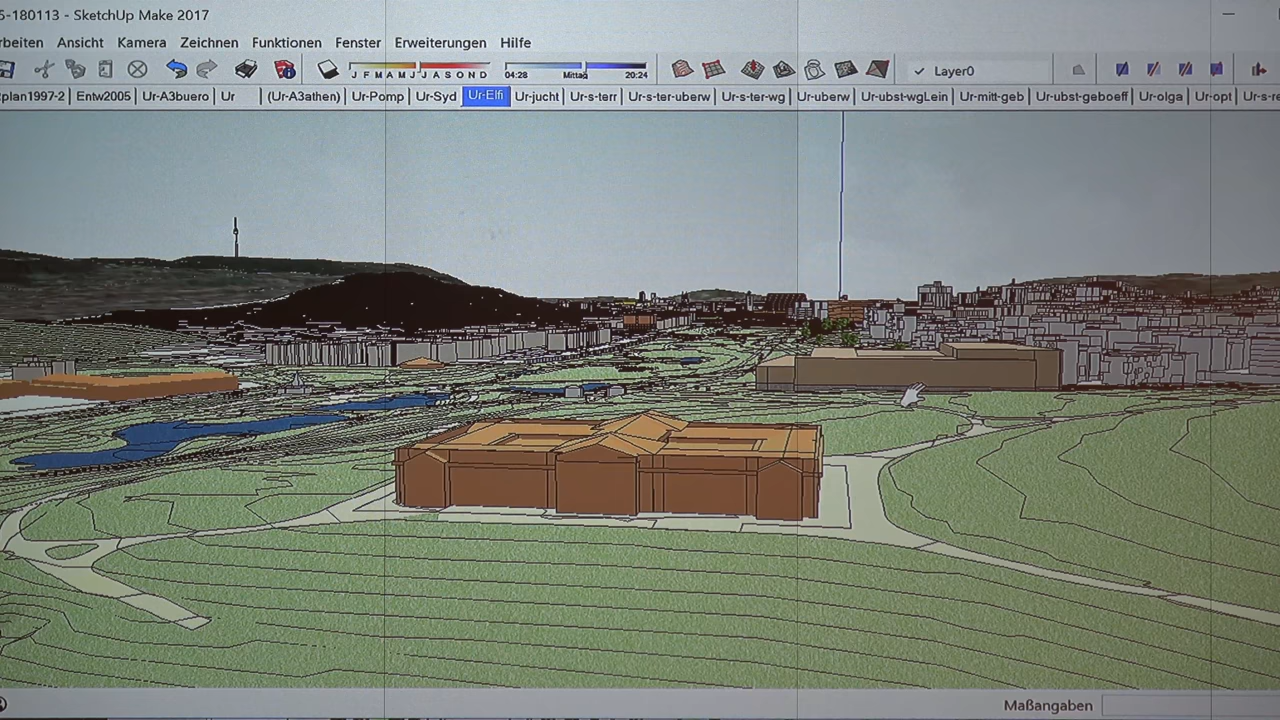 5-180113 - SketchUp Make 2017
rbeiten Ansicht Kamera Zeichnen Funktionen Fenster Erweiterungen Hilfe
J F M A M J J A S O N D 04:28 Mittag 20:24 Layer0
plan1997-2 Entw2005 Ur-A3buero Ur (Ur-A3athen) Ur-Pomp Ur-Syd Ur-Elfi Ur-jucht Ur-s-terr Ur-s-ter-uberw Ur-s-ter-wg Ur-uberw Ur-ubst-wgLein Ur-mitt-geb Ur-ubst-geboeff Ur-olga Ur-opt Ur-s-re
Maßangaben